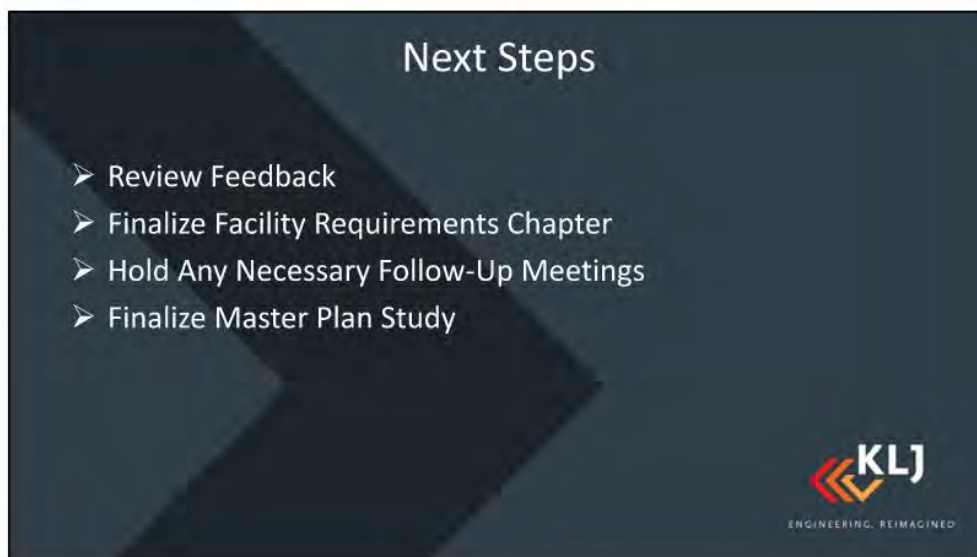 Next Steps
➢ Review Feedback
➢ Finalize Facility Requirements Chapter
➢ Hold Any Necessary Follow-Up Meetings
➢ Finalize Master Plan Study
KLJ
ENGINEERING, REIMAGINED